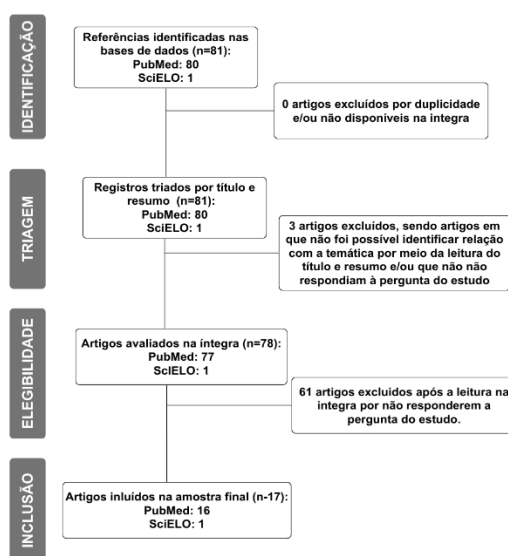 IDENTIFICAÇÃO
Referências identificadas nas
bases de dados (n=81):
PubMed: 80
SciELO: 1
0 artigos excluídos por duplicidade
e/ou não disponíveis na integra
TRIAGEM
Registros triados por título e
resumo (n=81):
PubMed: 80
SciELO: 1
3 artigos excluídos, sendo artigos em
que não foi possível identificar relação
com a temática por meio da leitura do
título e resumo e/ou que não não
respondiam à pergunta do estudo
ELEGIBILIDADE
Artigos avaliados na íntegra (n=78):
PubMed: 77
ScIELO: 1
61 artigos excluidos após a leitura na
integra por não responderem a
pergunta do estudo.
INCLUSÃO
Artigos inluídos na amostra final (n-17):
PubMed: 16
SciELO: 1